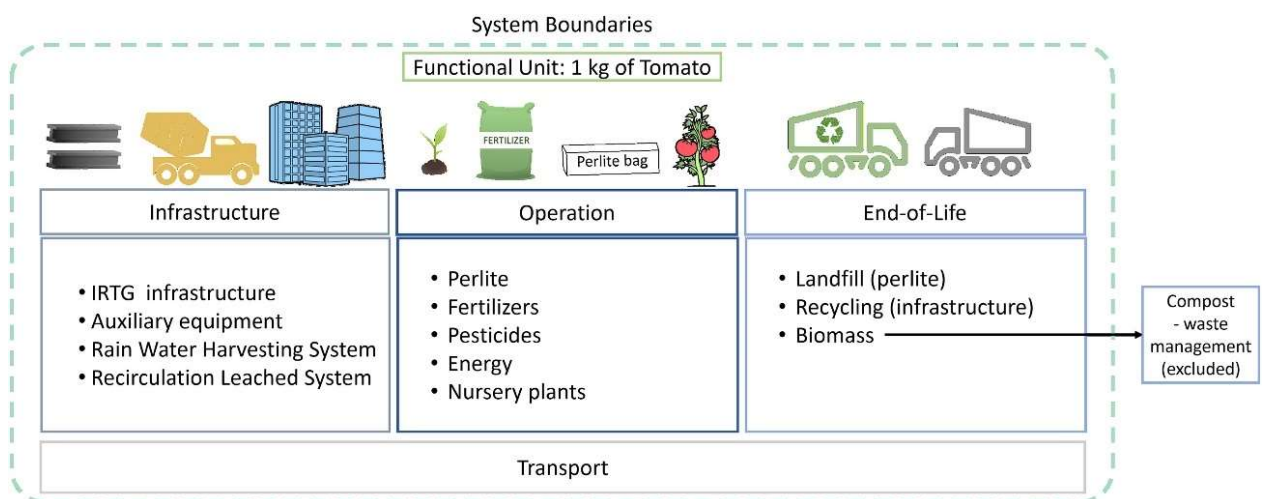 System Boundaries
Functional Unit: 1 kg of Tomato
FERTILIZER
Perlite bag
Infrastructure
Operation
End-of-Life
• IRTG infrastructure
• Auxiliary equipment
• Rain Water Harvesting System
• Recirculation Leached System
• Perlite
• Fertilizers
• Pesticides
• Energy
• Nursery plants
• Landfill (perlite)
• Recycling (infrastructure)
• Biomass
Compost
- waste
management
(excluded)
Transport